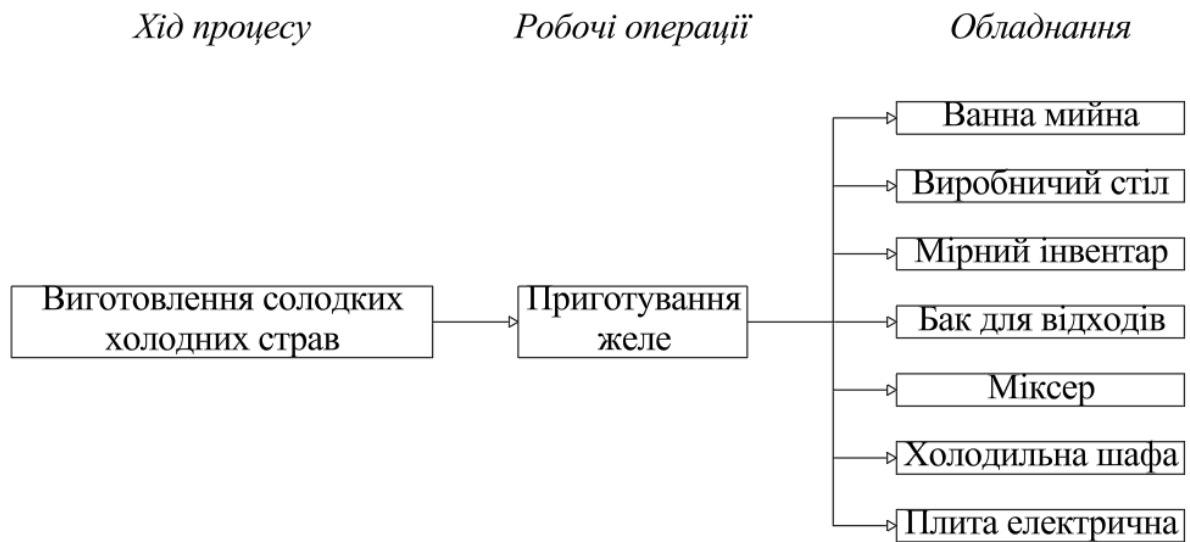 Хід процесу
Робочі операції
Обладнання
Виготовлення солодких
холодних страв
Приготування
желе
Ванна мийна
Виробничий стіл
Мірний інвентар
Бак для відходів
Міксер
Холодильна шафа
Плита електрична